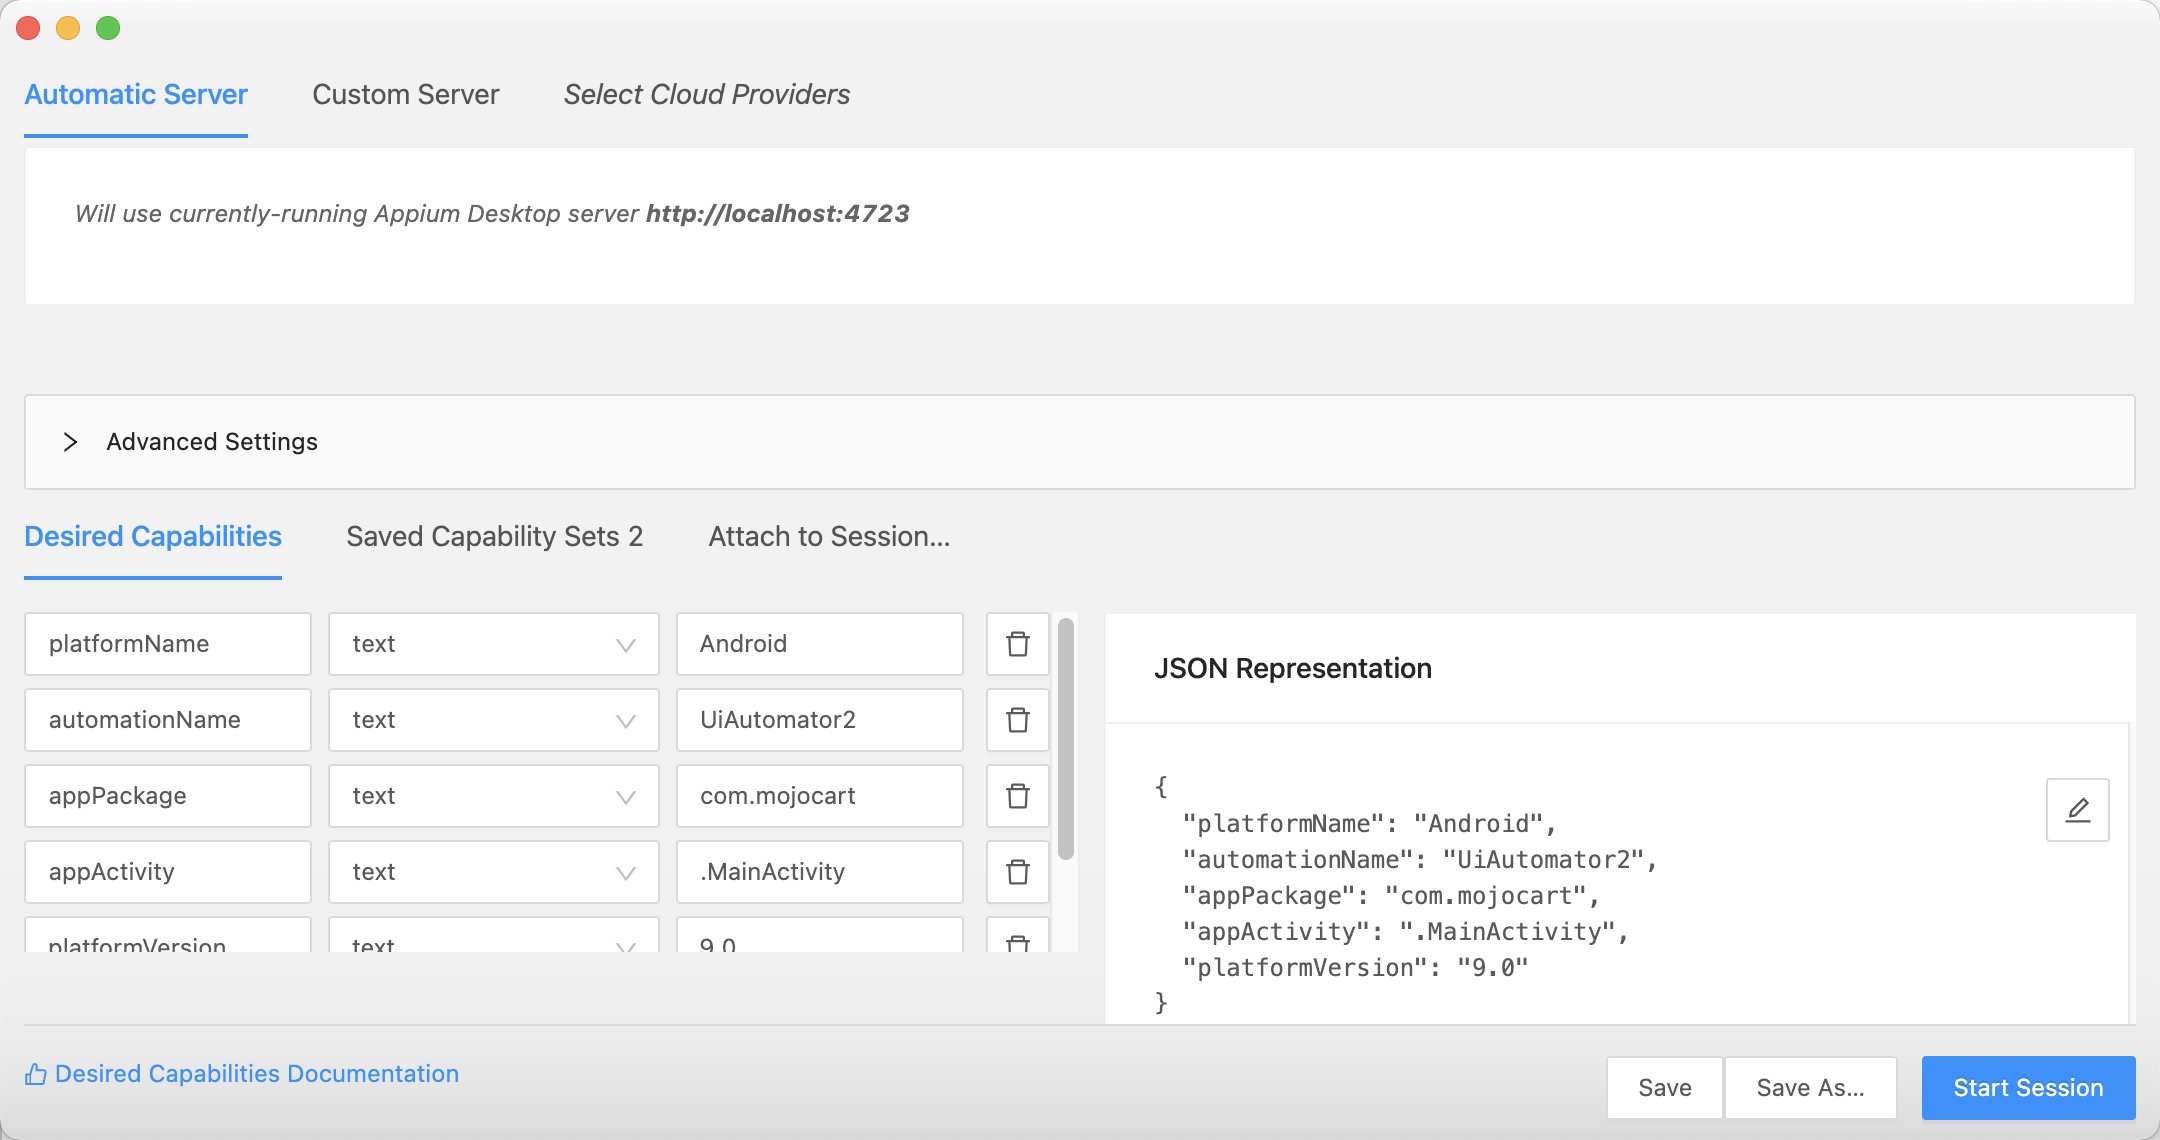 Automatic Server
Custom Server
Select Cloud Providers
Will use currently-running Appium Desktop server http://localhost:4723
Advanced Settings
Desired Capabilities
Saved Capability Sets 2
Attach to Session...
platformName
text
Android
automationName
text
UiAutomator2
appPackage
text
com.mojocart
appActivity
text
.MainActivity
platformVersion
text
9.0
JSON Representation
{
"platformName": "Android",
"automationName": "UiAutomator2",
"appPackage": "com.mojocart",
"appActivity": ".MainActivity",
"platformVersion": "9.0"
}
Desired Capabilities Documentation
Save
Save As...
Start Session